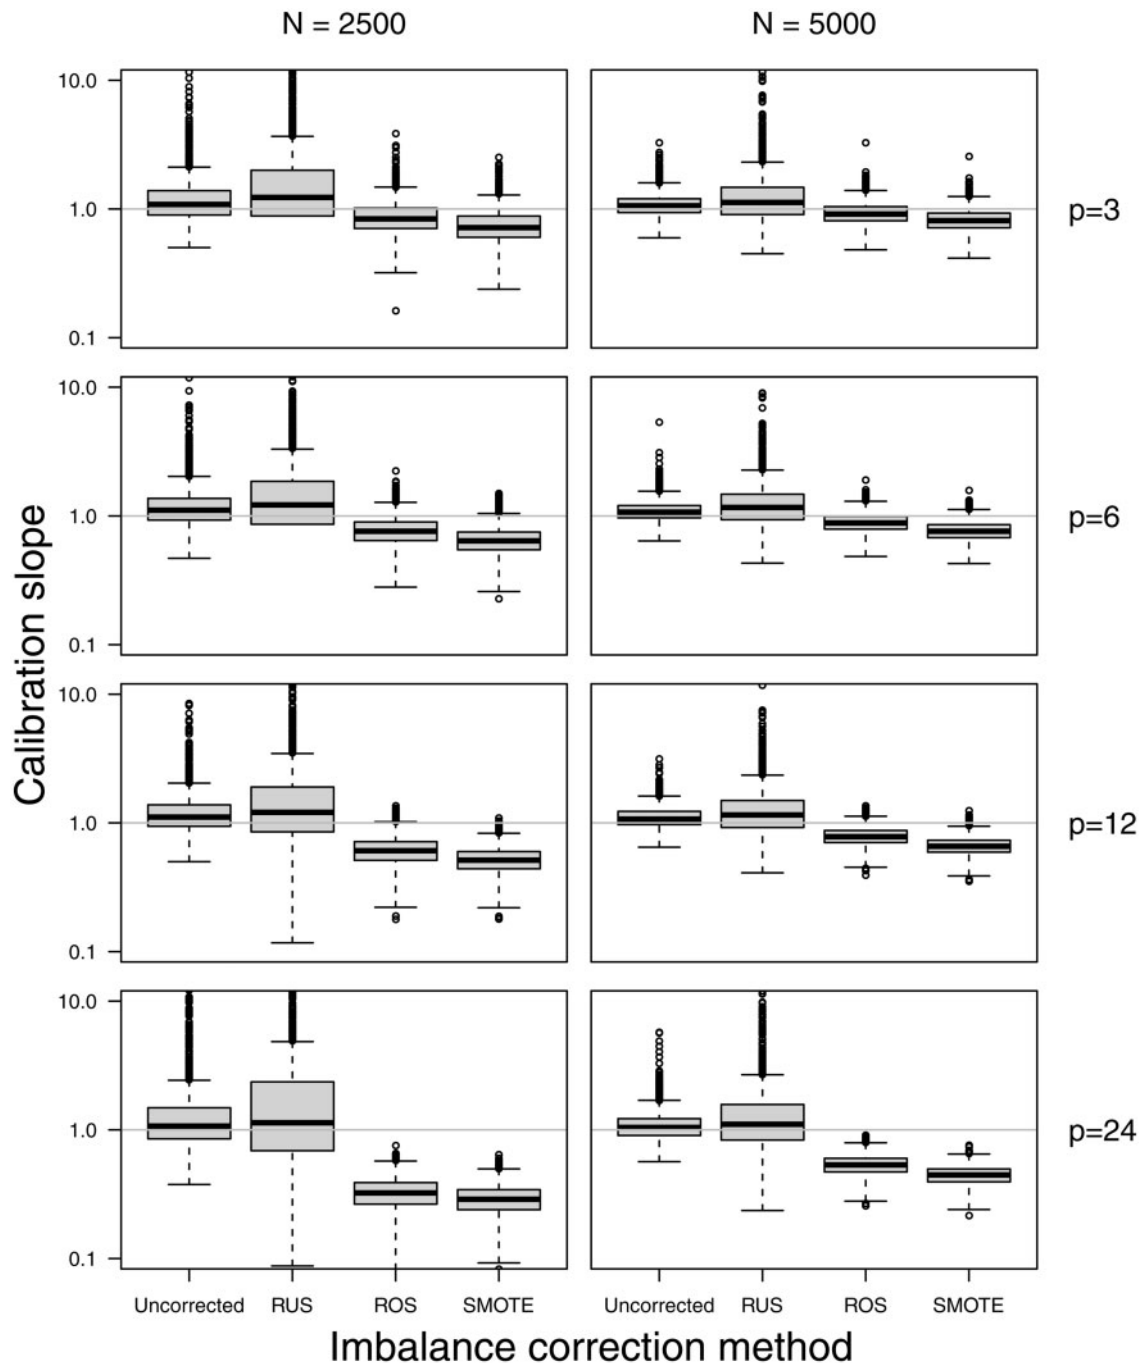 N = 2500 N = 5000
10.0
1.0
0.1
p=3
10.0
1.0
0.1
p=6
Calibration slope
10.0
1.0
0.1
p=12
10.0
1.0
0.1
p=24
Uncorrected RUS ROS SMOTE Uncorrected RUS ROS SMOTE
Imbalance correction method